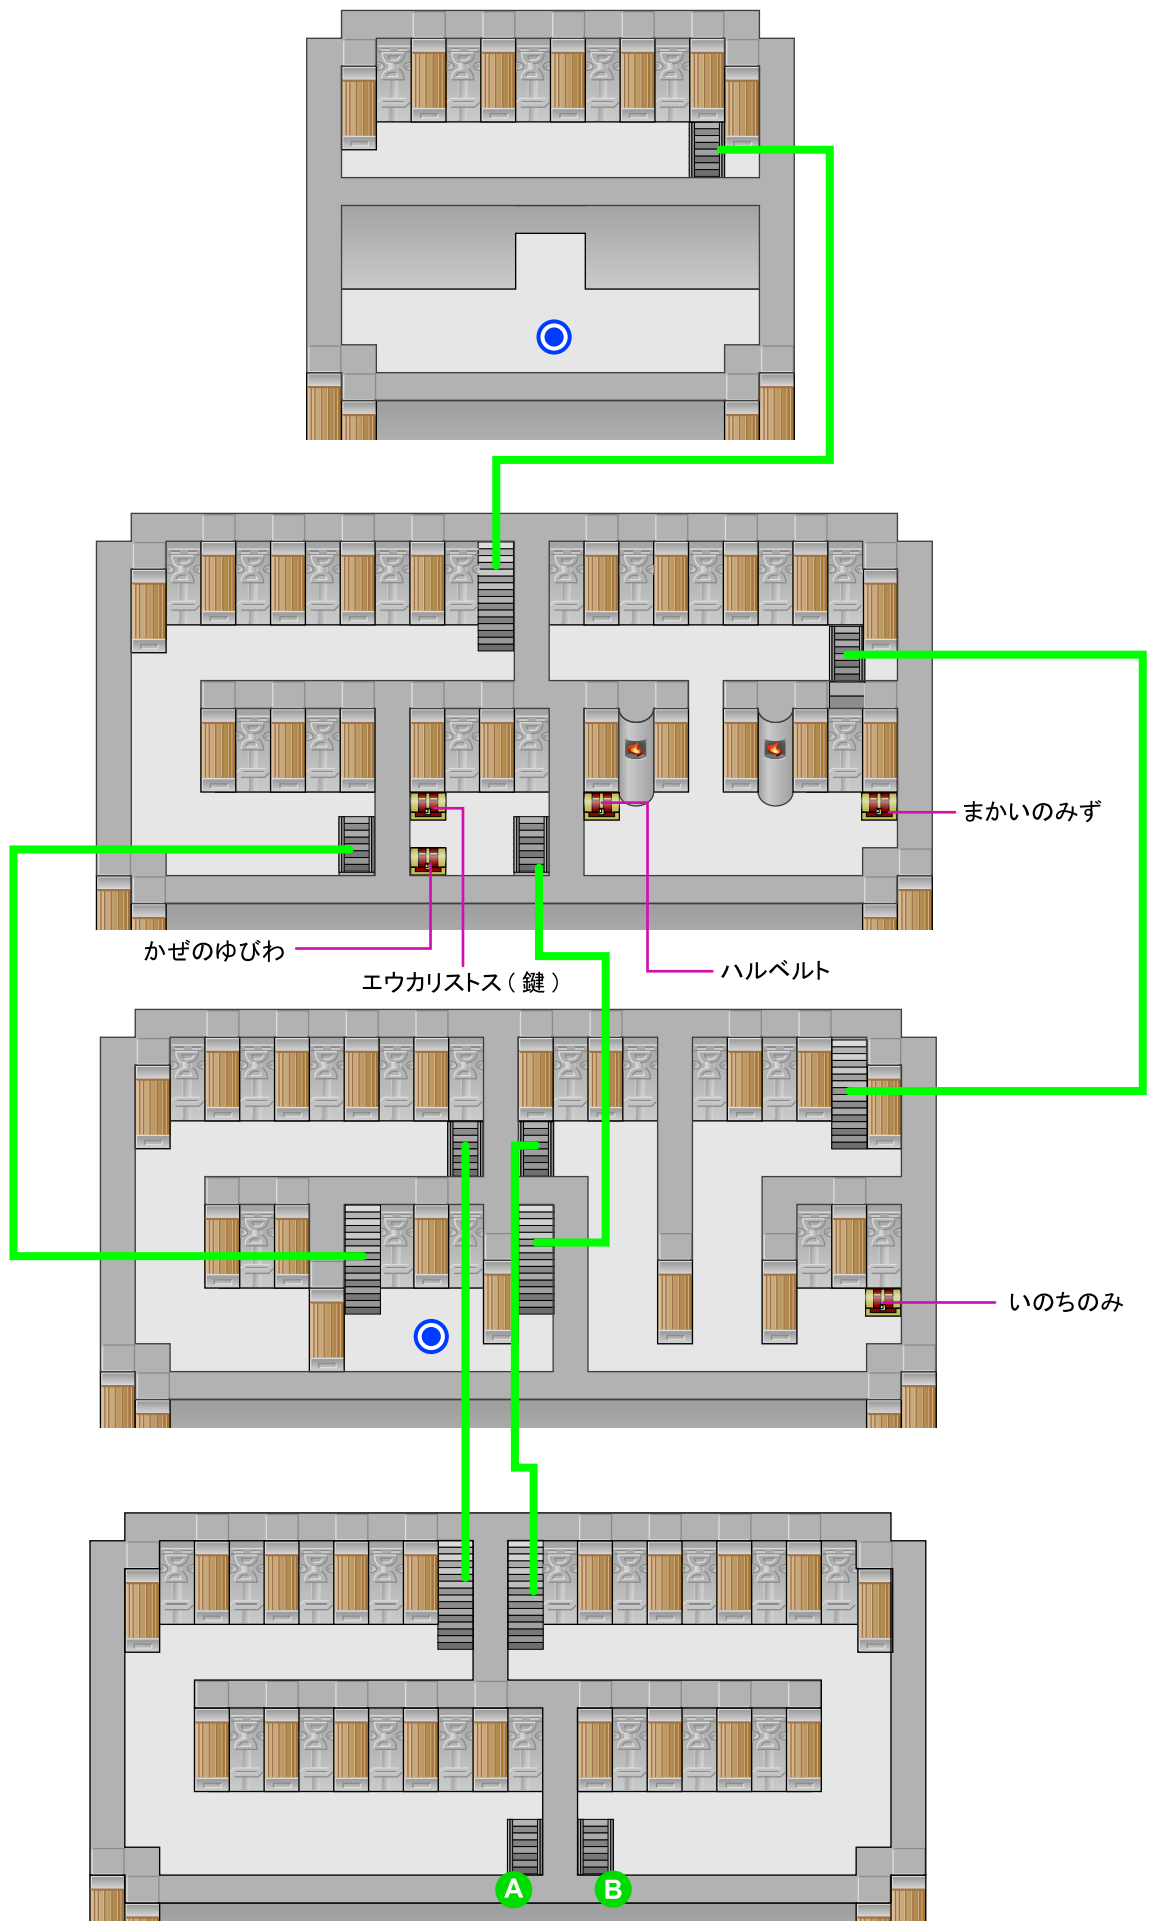 まかいのみず
かぜのゆびわ
エウカリストス（鍵）
ハルベルト
いのちのみ
A
B